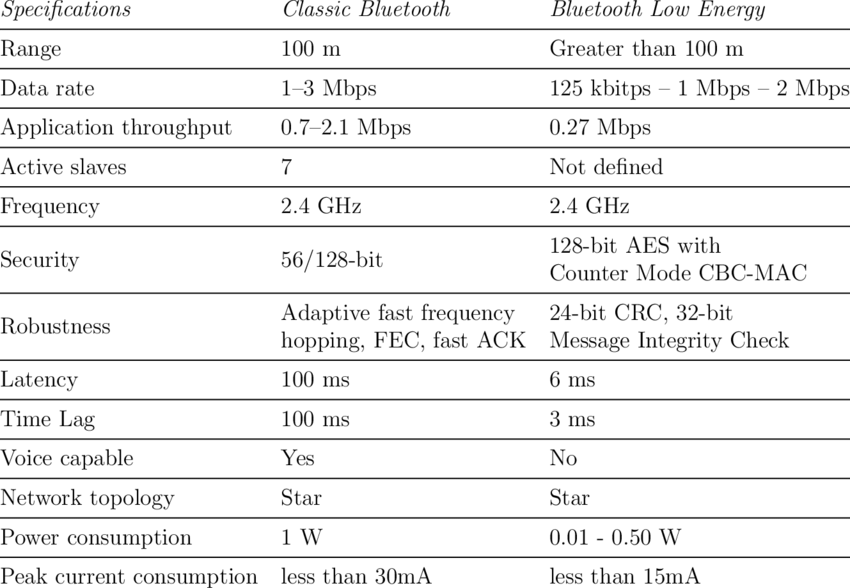 Specifications Classic Bluetooth Bluetooth Low Energy
Range 100 m Greater than 100 m
Data rate 1–3 Mbps 125 kbitps – 1 Mbps – 2 Mbps
Application throughput 0.7–2.1 Mbps 0.27 Mbps
Active slaves 7 Not defined
Frequency 2.4 GHz 2.4 GHz
Security 56/128-bit 128-bit AES with
Counter Mode CBC-MAC
Robustness Adaptive fast frequency 24-bit CRC, 32-bit
hopping, FEC, fast ACK Message Integrity Check
Latency 100 ms 6 ms
Time Lag 100 ms 3 ms
Voice capable Yes No
Network topology Star Star
Power consumption 1 W 0.01 - 0.50 W
Peak current consumption less than 30mA less than 15mA